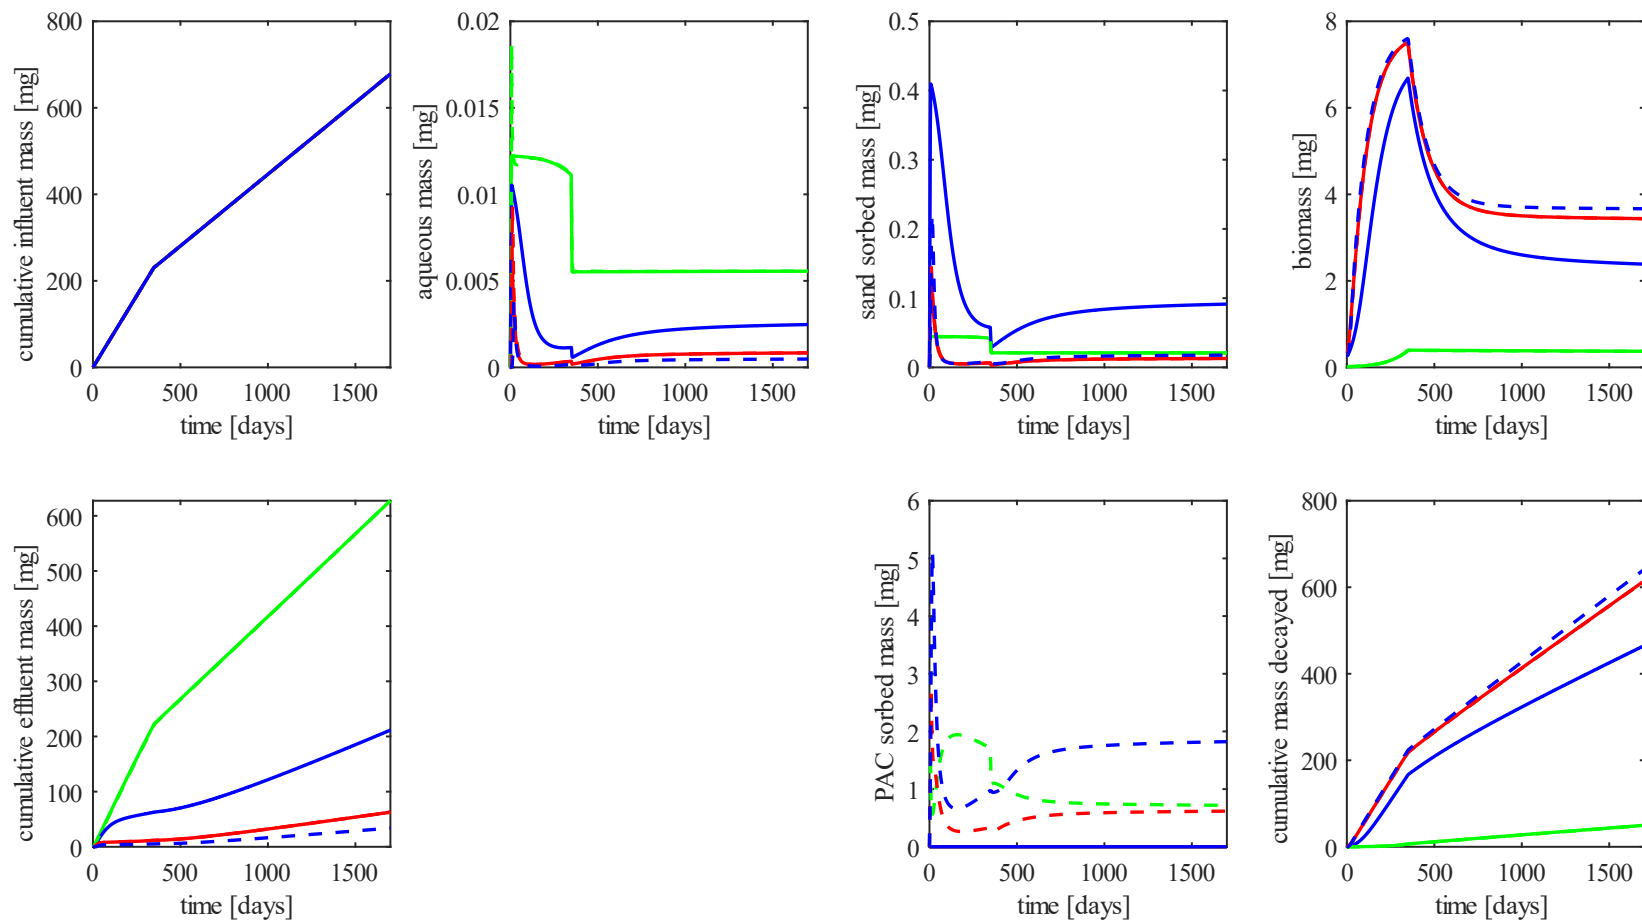 cumulative influent mass [mg]
800
600
400
200
0
0 500 1000 1500
time [days]
aqueous mass [mg]
0.02
0.015
0.01
0.005
0
0 500 1000 1500
time [days]
sand sorbed mass [mg]
0.5
0.4
0.3
0.2
0.1
0
0 500 1000 1500
time [days]
biomass [mg]
8
6
4
2
0
0 500 1000 1500
time [days]
cumulative effluent mass [mg]
600
500
400
300
200
100
0
0 500 1000 1500
time [days]
PAC sorbed mass [mg]
6
5
4
3
2
1
0
0 500 1000 1500
time [days]
cumulative mass decayed [mg]
800
600
400
200
0
0 500 1000 1500
time [days]